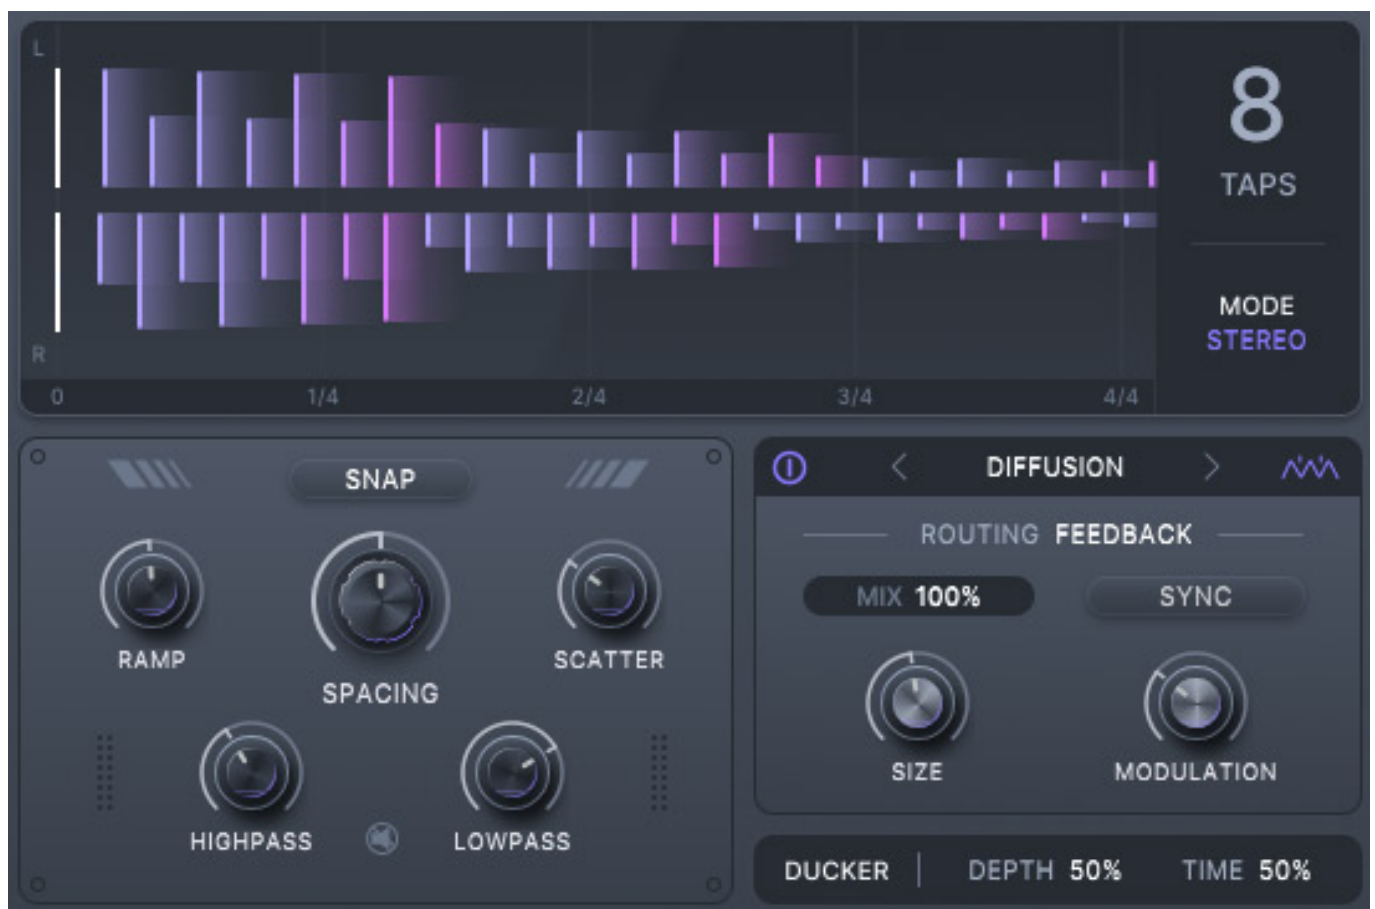 L
8
TAPS
MODE
STEREO
R
0 1/4 2/4 3/4 4/4
SNAP
DIFFUSION
ROUTING FEEDBACK
MIX 100%
SYNC
RAMP
SPACING
SCATTER
SIZE
MODULATION
HIGHPASS
LOWPASS
DUCKER DEPTH 50% TIME 50%